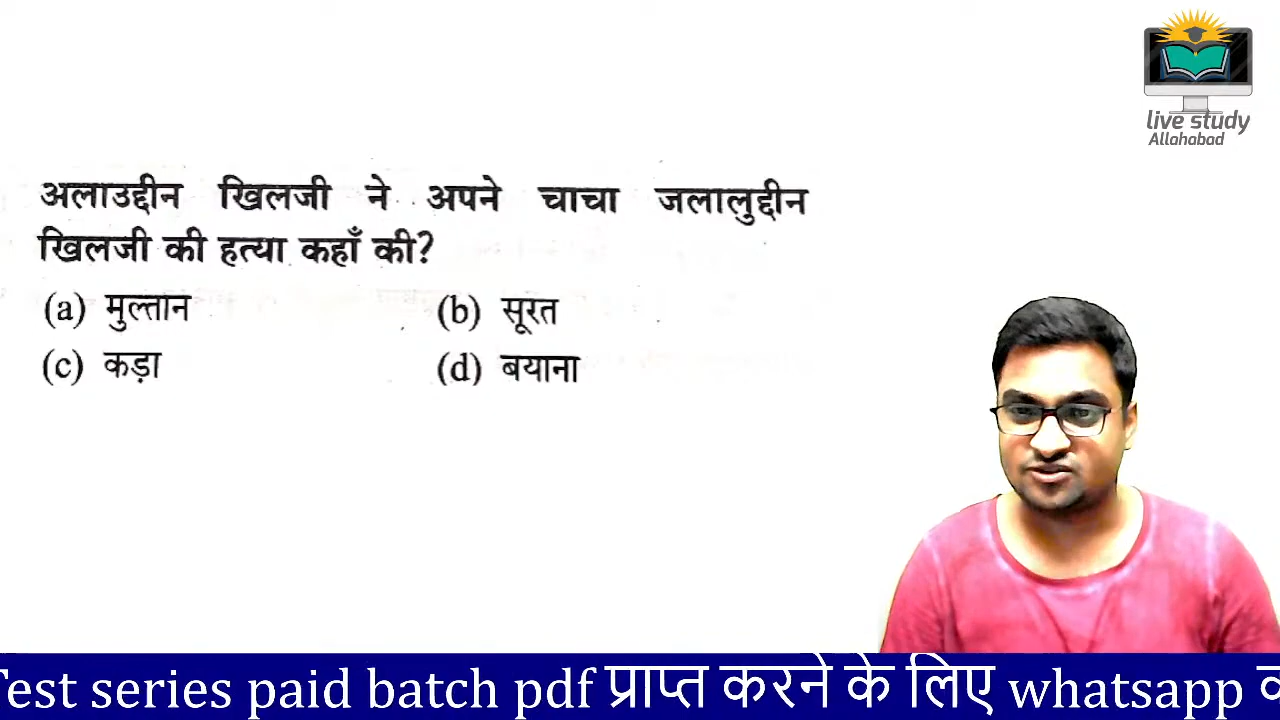 live study
Allahabad
अलाउद्दीन खिलजी ने अपने चाचा जलालुद्दीन
खिलजी की हत्या कहाँ की?
(a) मुल्तान (b) सूरत
(c) कड़ा (d) बयाना
Test series paid batch pdf प्राप्त करने के लिए whatsapp